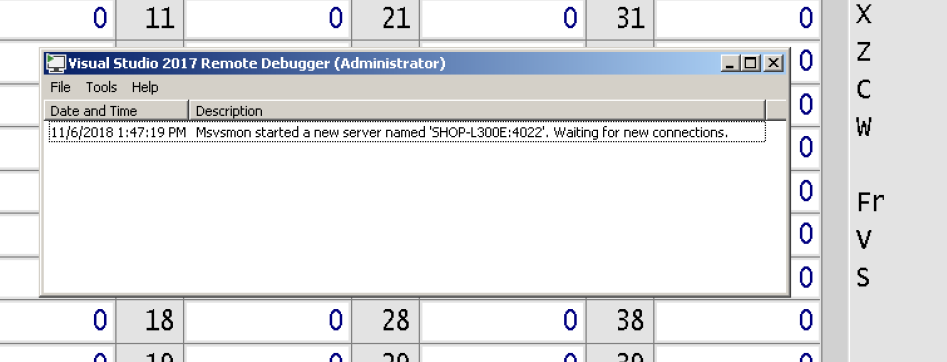 0 11 0 21 0 31 0 X
Visual Studio 2017 Remote Debugger (Administrator)
File Tools Help
Date and Time Description
11/6/2018 1:47:19 PM Msvsmon started a new server named 'SHOP-L300E:4022'. Waiting for new connections.
0 Z
0 C
0 W
0 Fr
0 V
0 S
0 18 0 28 0 38 0
0 19 0 29 0 39 0